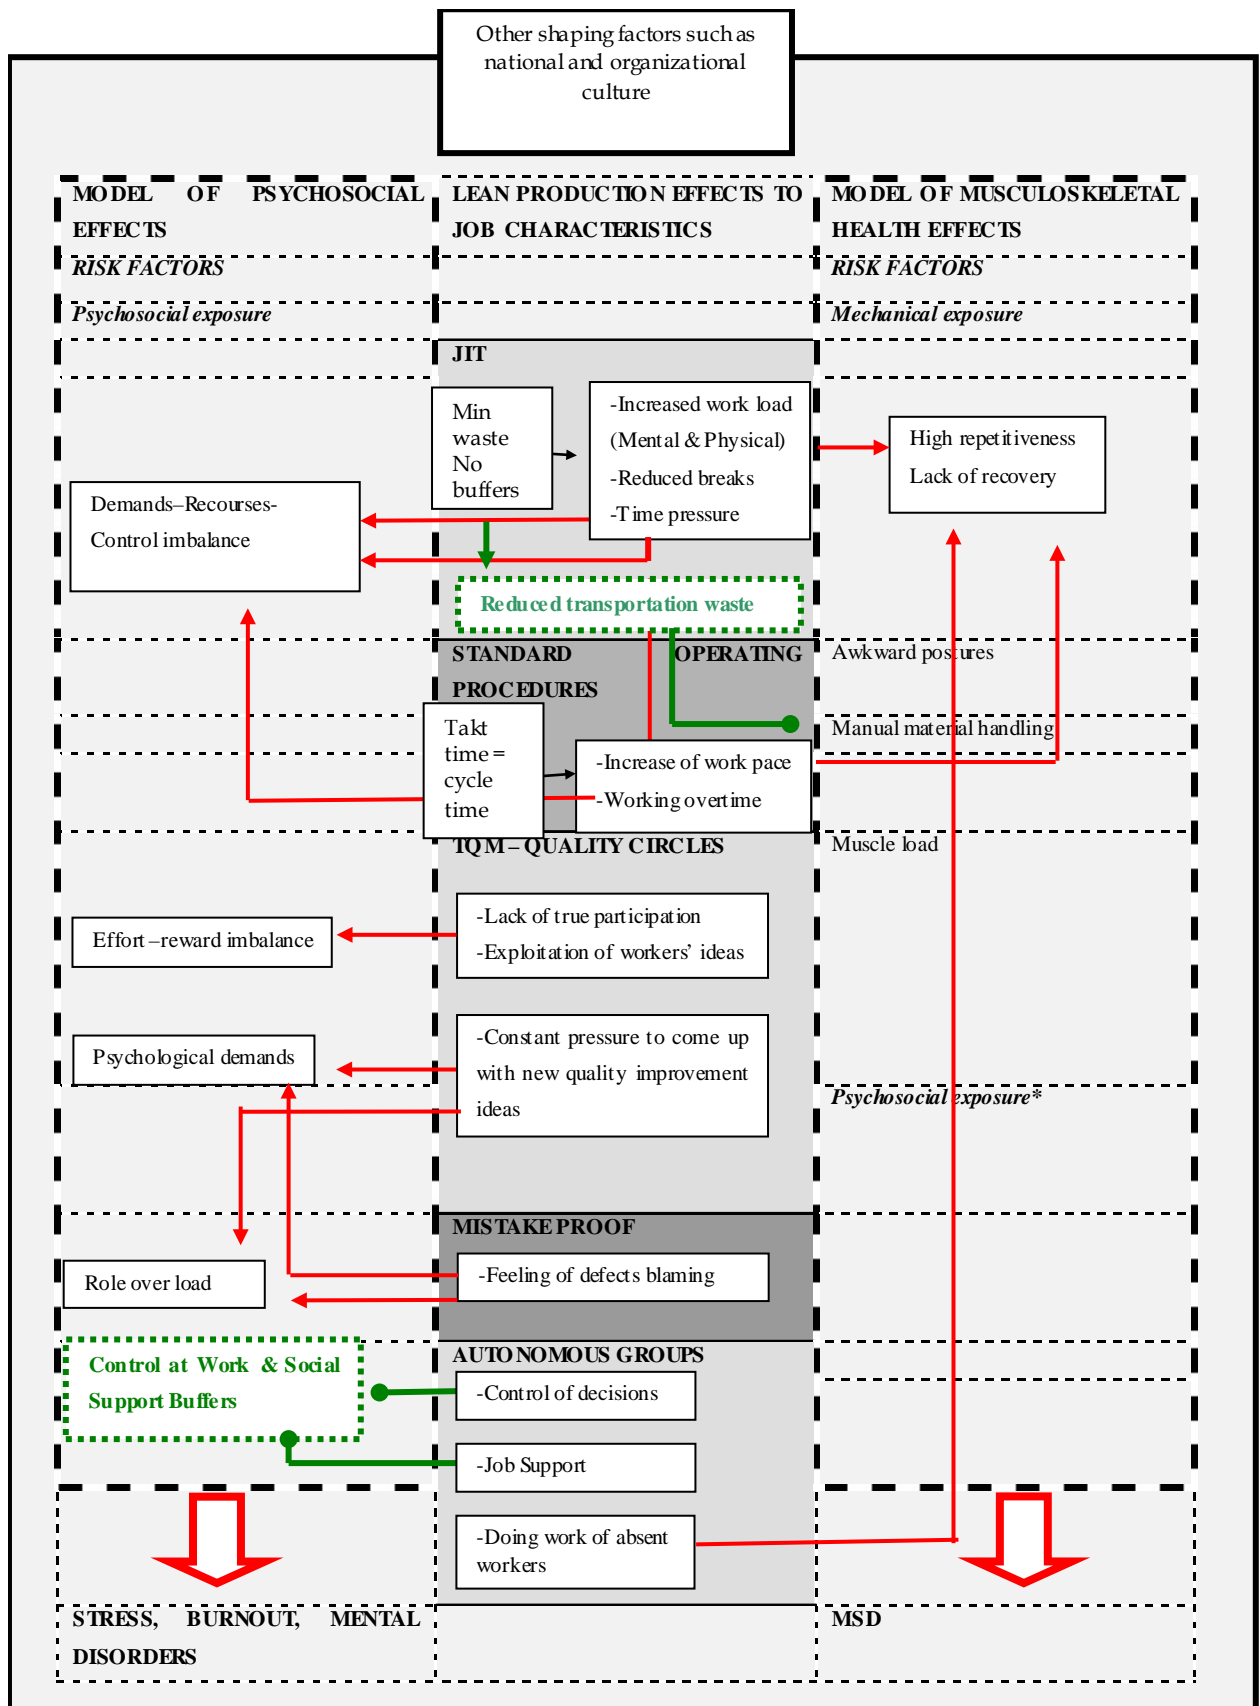 Other shaping factors such as
national and organizational
culture
MODEL OF PSYCHOSOCIAL
EFFECTS
RISK FACTORS
Psychosocial exposure
LEAN PRODUCTION EFFECTS TO
JOB CHARACTERISTICS
MODEL OF MUSCULOSKELETAL
HEALTH EFFECTS
RISK FACTORS
Mechanical exposure
JIT
Min
waste
No
buffers
-Increased work load
(Mental & Physical)
-Reduced breaks
-Time pressure
High repetitiveness
Lack of recovery
Demands–Recourses-
Control imbalance
Reduced transportation waste
STANDARD OPERATING
PROCEDURES
Awkward postures
Manual material handling
Takt
time =
cycle
time
-Increase of work pace
-Working overtime
TQM – QUALITY CIRCLES
Muscle load
-Lack of true participation
-Exploitation of workers’ ideas
Effort –reward imbalance
-Constant pressure to come up
with new quality improvement
ideas
Psychological demands
Psychosocial exposure*
MISTAKE PROOF
-Feeling of defects blaming
Role over load
AUTONOMOUS GROUPS
Control at Work & Social
Support Buffers
-Control of decisions
-Job Support
-Doing work of absent
workers
STRESS, BURNOUT, MENTAL
DISORDERS
MSD